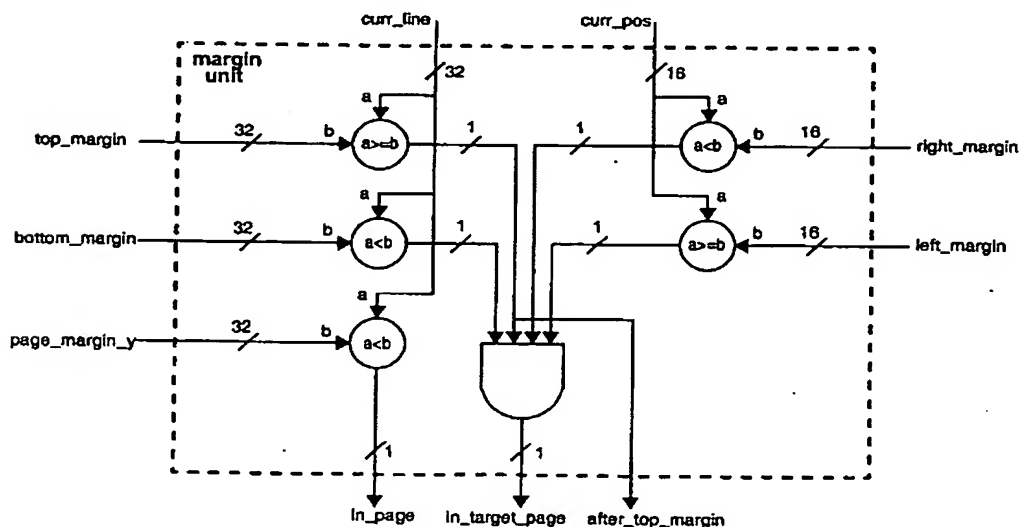 curr_line
curr_pos
margin
unit
32
16
a
a
top_margin
32
b
a>=b
1
1
a<b
b
16
right_margin
a
a
bottom_margin
32
b
a<b
1
1
a>=b
b
16
left_margin
a
page_margin_y
32
b
a<b
1
1
in_page
in_target_page
after_top_margin